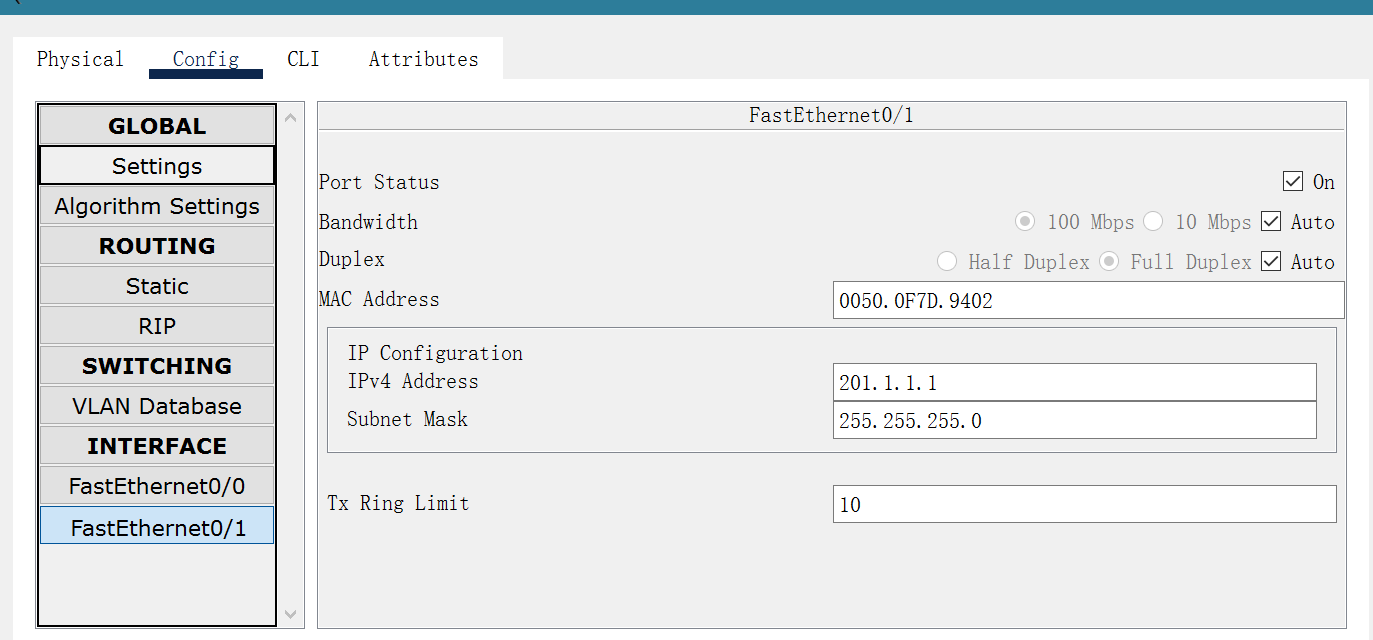 Physical Config CLI Attributes
GLOBAL
Settings
Algorithm Settings
ROUTING
Static
RIP
SWITCHING
VLAN Database
INTERFACE
FastEthernet0/0
FastEthernet0/1
FastEthernet0/1
Port Status On
Bandwidth 100 Mbps 10 Mbps Auto
Duplex Half Duplex Full Duplex Auto
MAC Address 0050.0F7D.9402
IP Configuration
IPv4 Address 201.1.1.1
Subnet Mask 255.255.255.0
Tx Ring Limit 10